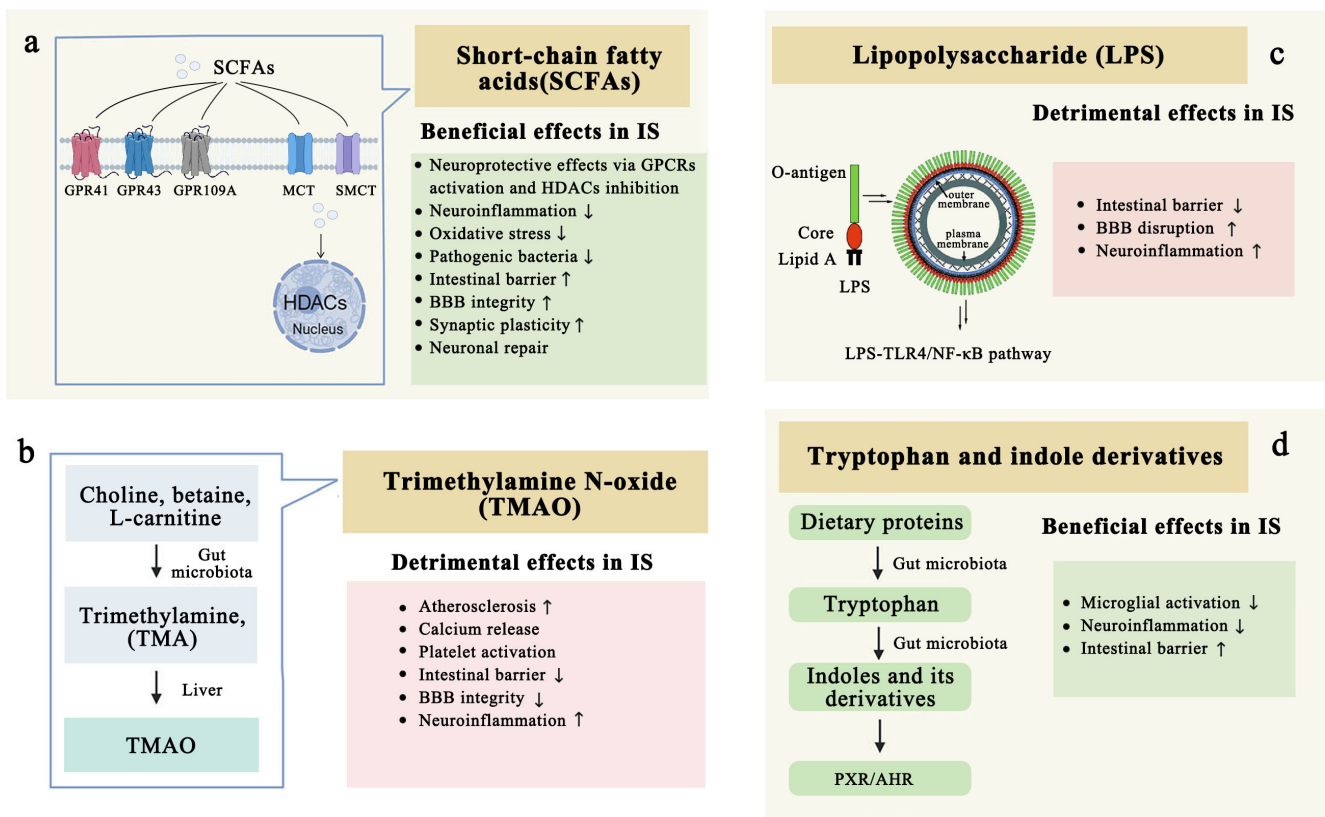 a
SCFAs
GPR41 GPR43 GPR109A MCT SMCT
HDACs
Nucleus
Short-chain fatty
acids(SCFAs)
Beneficial effects in IS
• Neuroprotective effects via GPCRs
activation and HDACs inhibition
• Neuroinflammation ↓
• Oxidative stress ↓
• Pathogenic bacteria ↓
• Intestinal barrier ↑
• BBB integrity ↑
• Synaptic plasticity ↑
• Neuronal repair
b
Choline, betaine,
L-carnitine
Gut
microbiota
Trimethylamine,
(TMA)
Liver
TMAO
Trimethylamine N-oxide
(TMAO)
Detrimental effects in IS
• Atherosclerosis ↑
• Calcium release
• Platelet activation
• Intestinal barrier ↓
• BBB integrity ↓
• Neuroinflammation ↑
Lipopolysaccharide (LPS)
c
Detrimental effects in IS
O-antigen
Core
Lipid A
LPS
outer
membrane
plasma
membrane
LPS-TLR4/NF-κB pathway
• Intestinal barrier ↓
• BBB disruption ↑
• Neuroinflammation ↑
Tryptophan and indole derivatives
d
Dietary proteins
Gut microbiota
Tryptophan
Gut microbiota
Indoles and its
derivatives
PXR/AHR
Beneficial effects in IS
• Microglial activation ↓
• Neuroinflammation ↓
• Intestinal barrier ↑